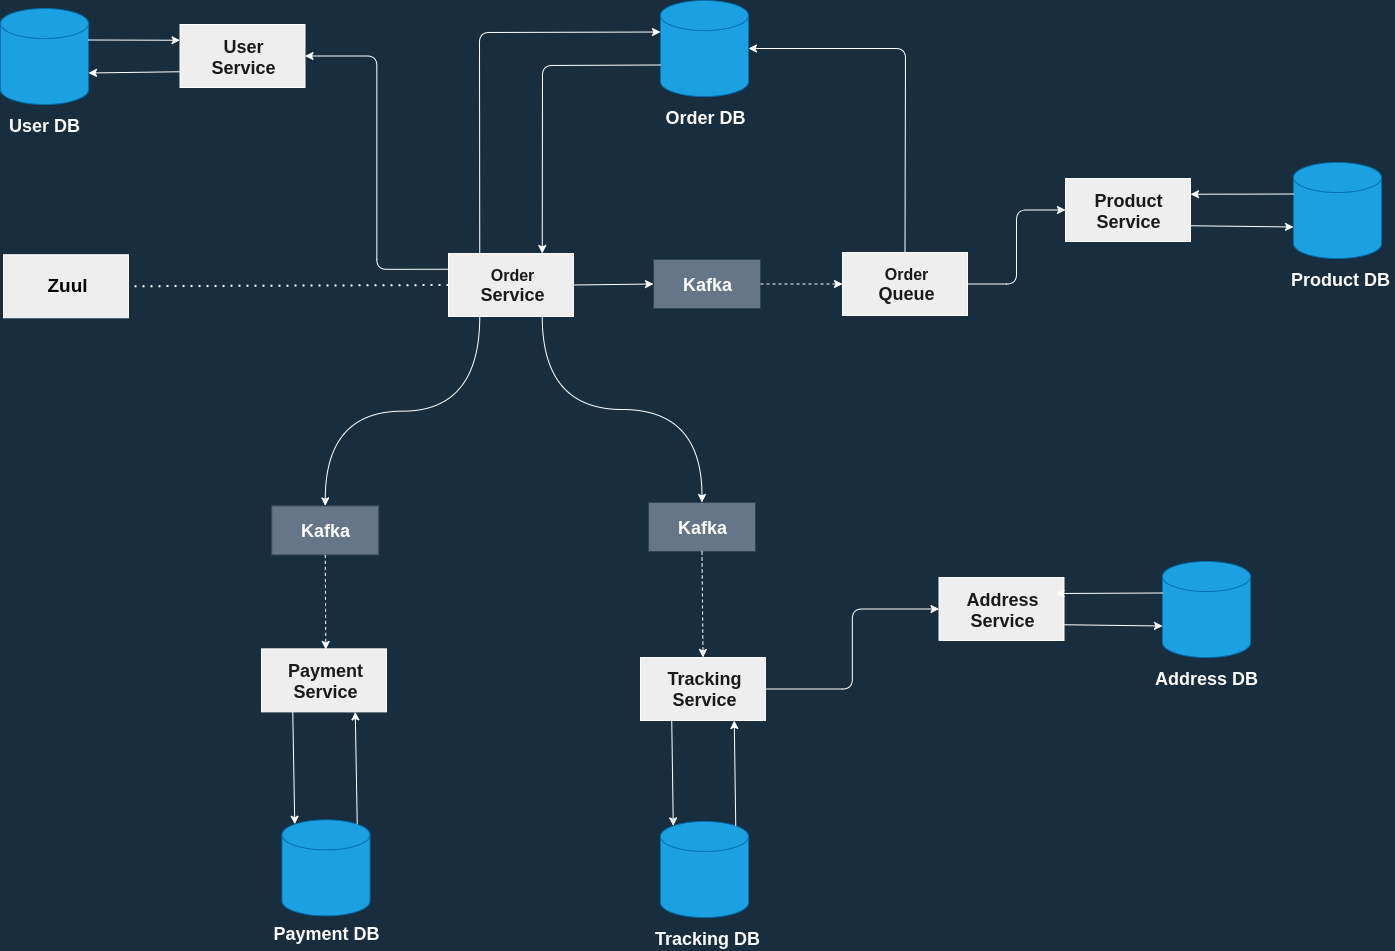 User
Service
User DB
Order DB
Product
Service
Product DB
Zuul
Order
Service
Kafka
Order
Queue
Kafka
Kafka
Address
Service
Address DB
Payment
Service
Tracking
Service
Payment DB
Tracking DB